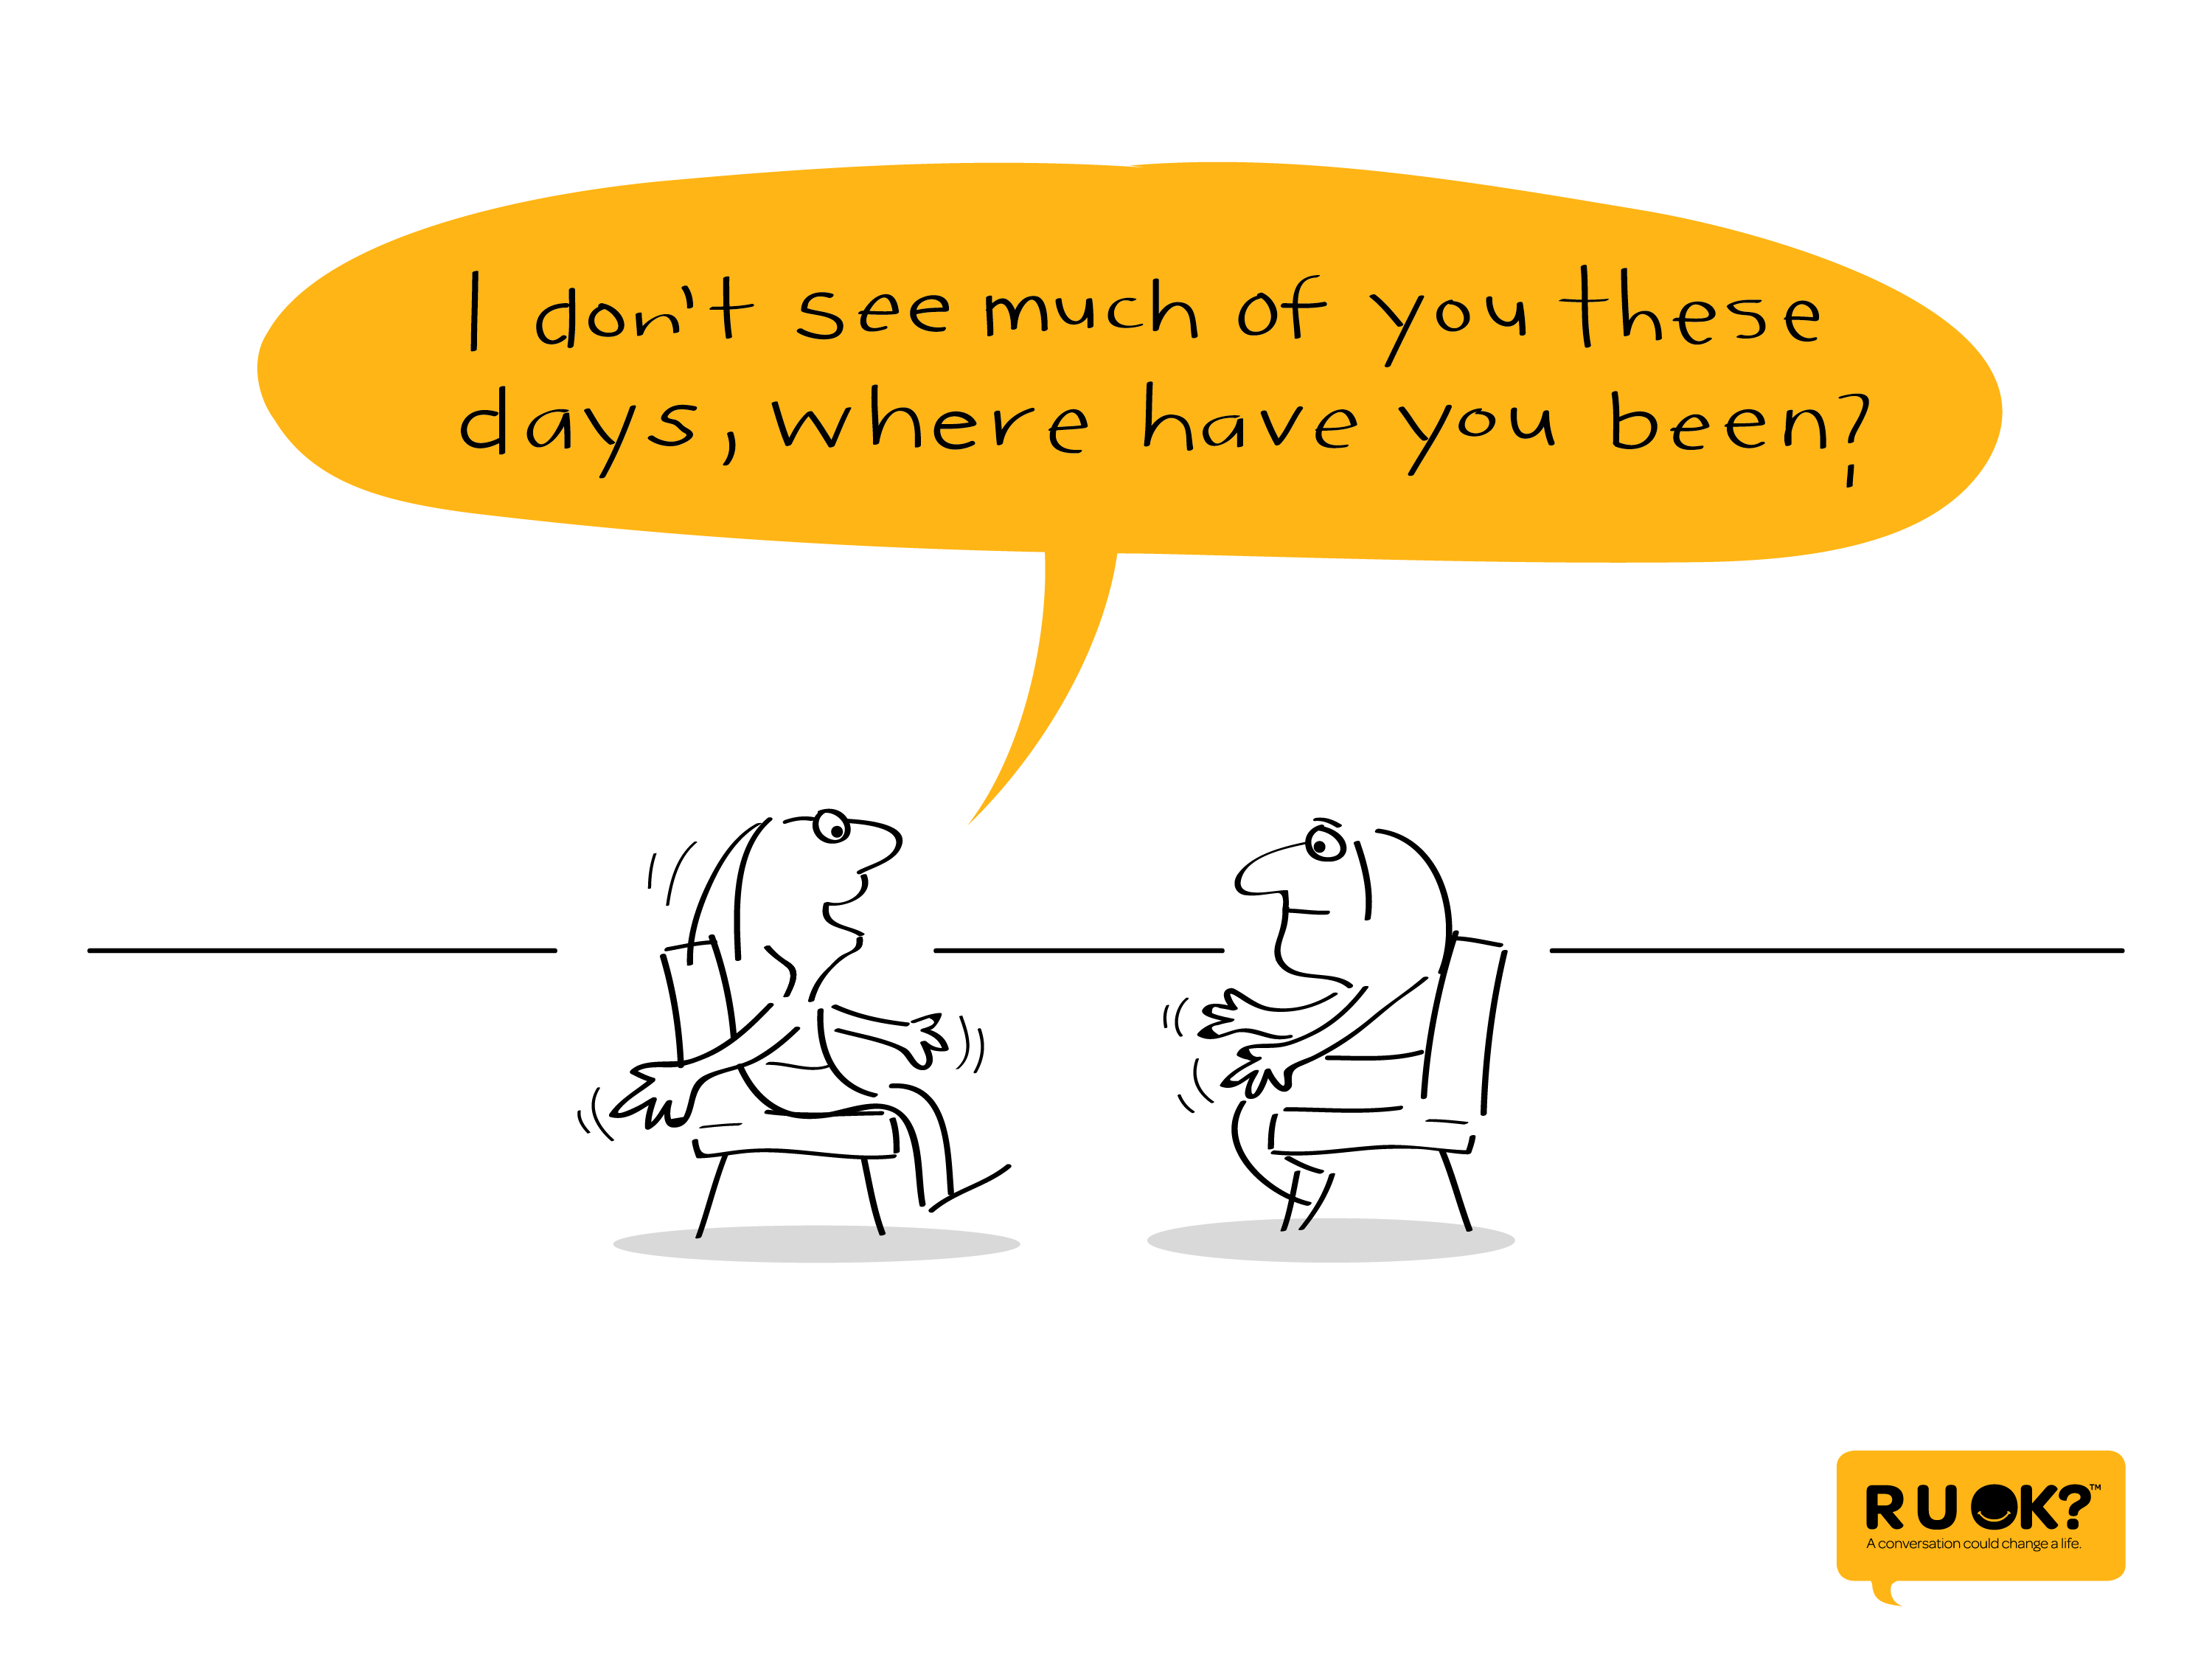 I don't see much of you these
days, where have you been?
R U OK?™
A conversation could change a life.